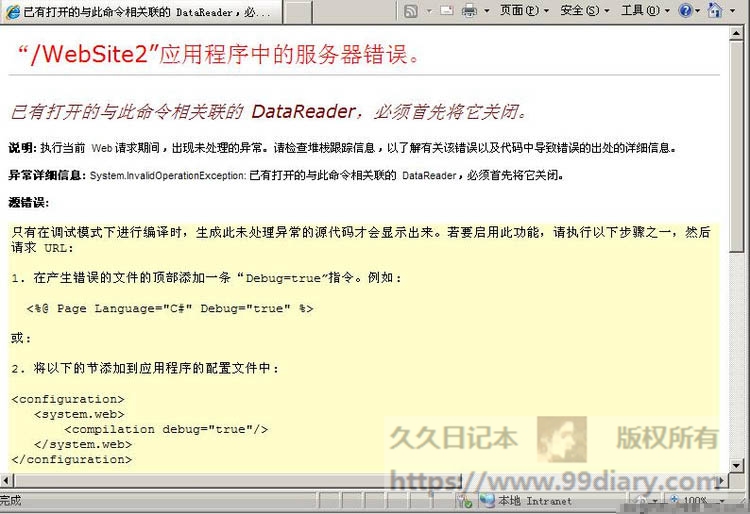 已有打开的与此命令相关联的 DataReader，必...
页面(P) 安全(S) 工具(O)
“/WebSite2”应用程序中的服务器错误。
已有打开的与此命令相关联的 DataReader，必须首先将它关闭。
说明: 执行当前 Web 请求期间，出现未处理的异常。请检查堆栈跟踪信息，以了解有关该错误以及代码中导致错误的出处的详细信息。
异常详细信息: System.InvalidOperationException: 已有打开的与此命令相关联的 DataReader，必须首先将它关闭。
源错误:
只有在调试模式下进行编译时，生成此未处理异常的源代码才会显示出来。若要启用此功能，请执行以下步骤之一，然后
请求 URL:
1. 在产生错误的文件的顶部添加一条“Debug=true”指令。例如:
<%@ Page Language="C#" Debug="true" %>
或:
2. 将以下的节添加到应用程序的配置文件中:
<configuration>
<system.web>
<compilation debug="true"/>
</system.web>
</configuration>
久久日记本 版权所有
https://www.99diary.com
完成 本地 Intranet 100%